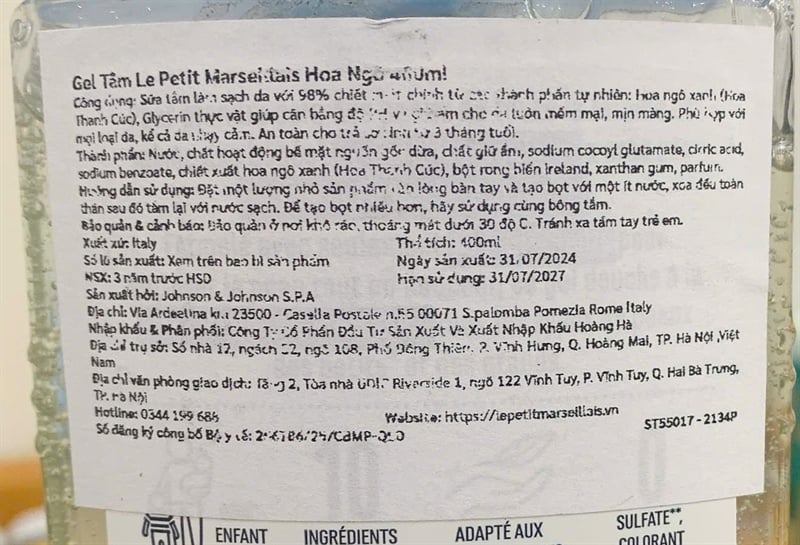 Gel Tắm Le Petit Marseillais Hoa Ngô 400ml
Công dụng: Sữa tắm làm sạch da với 98% chiết chính từ các thành phần tự nhiên: hoa ngô xanh (Hoa
Thanh Cúc), Glycerin thực vật giúp cân bằng độ cho da luôn mềm mại, mịn màng. Phù hợp với
mọi loại da, kể cả da nhạy cảm. An toàn cho trẻ sơ sinh từ 3 tháng tuổi.
Thành phần: Nước, chất hoạt động bề mặt nguồn gốc dừa, chất giữ ẩm, sodium cocoyl glutamate, citric acid,
sodium benzoate, chiết xuất hoa ngô xanh (Hoa Thanh Cúc), bột rong biển Ireland, xanthan gum, parfum.
Hướng dẫn sử dụng: Đặt một lượng nhỏ sản phẩm lòng bàn tay và tạo bọt với một ít nước, xoa đều toàn
thân sau đó tắm lại với nước sạch. Để tạo bọt nhiều hơn, hãy sử dụng cùng bông tắm.
Bảo quản & cảnh báo: Bảo quản ở nơi khô ráo, thoáng mát dưới 30 độ C. Tránh xa tầm tay trẻ em.
Xuất xứ: Italy Thể tích: 400ml
Số lô sản xuất: Xem trên bao bì sản phẩm Ngày sản xuất: 31/07/2024
NSX: 3 năm trước HSD Hạn sử dụng: 31/07/2027
Sản xuất bởi: Johnson & Johnson S.P.A
Địa chỉ: Via Ardeatina km 23500 - Casella Postale n.65 00071 S.palomba Pomezia Rome Italy
Nhập khẩu & Phân phối: Công Ty Cổ Phần Đầu Tư Sản Xuất Và Xuất Nhập Khẩu Hoàng Hà
Địa chỉ trụ sở: Số nhà 12, ngách ngõ 168, Phố Đông Thiên, P. Vĩnh Hưng, Q. Hoàng Mai, TP. Hà Nội ,Việt
Nam
Địa chỉ văn phòng giao dịch: Tầng 2, Tòa nhà Riverside 1, ngõ 122 Vĩnh Tuy, P. Vĩnh Tuy, Q. Hai Bà Trưng,
TP. Hà Nội
Hotline: 0344 199 688 Website: https://lepetitmarseillais.vn
Số đăng ký công bố Bộ y tế: ST55017 - 2134P
ENFANT INGRÉDIENTS ADAPTÉ AUX SULFATE**,
COLORANT